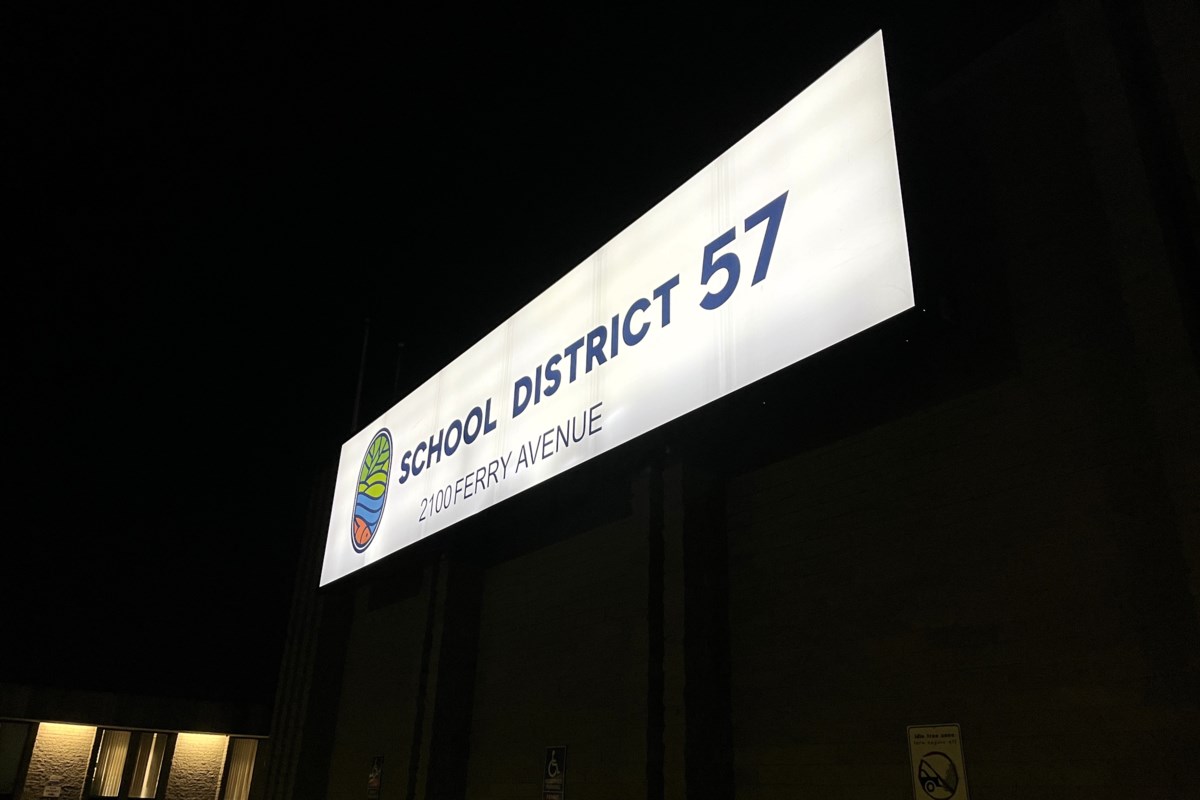 SCHOOL DISTRICT 57
2100 FERRY AVENUE